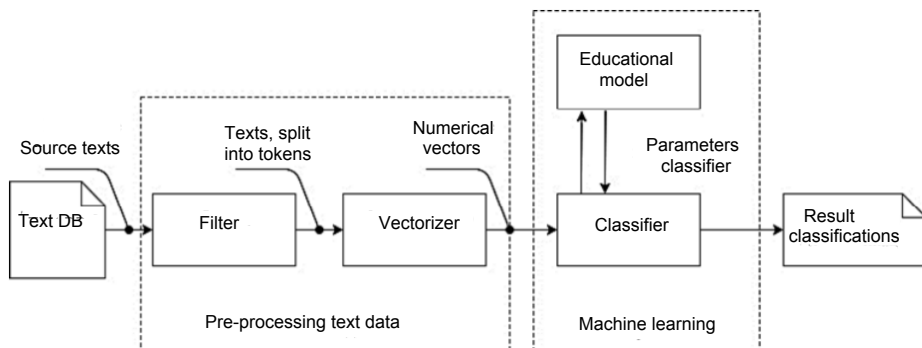 Educational
model
Source texts
Texts, split
into tokens
Numerical
vectors
Parameters
classifier
Text DB
Filter
Vectorizer
Classifier
Result
classifications
Pre-processing text data
Machine learning